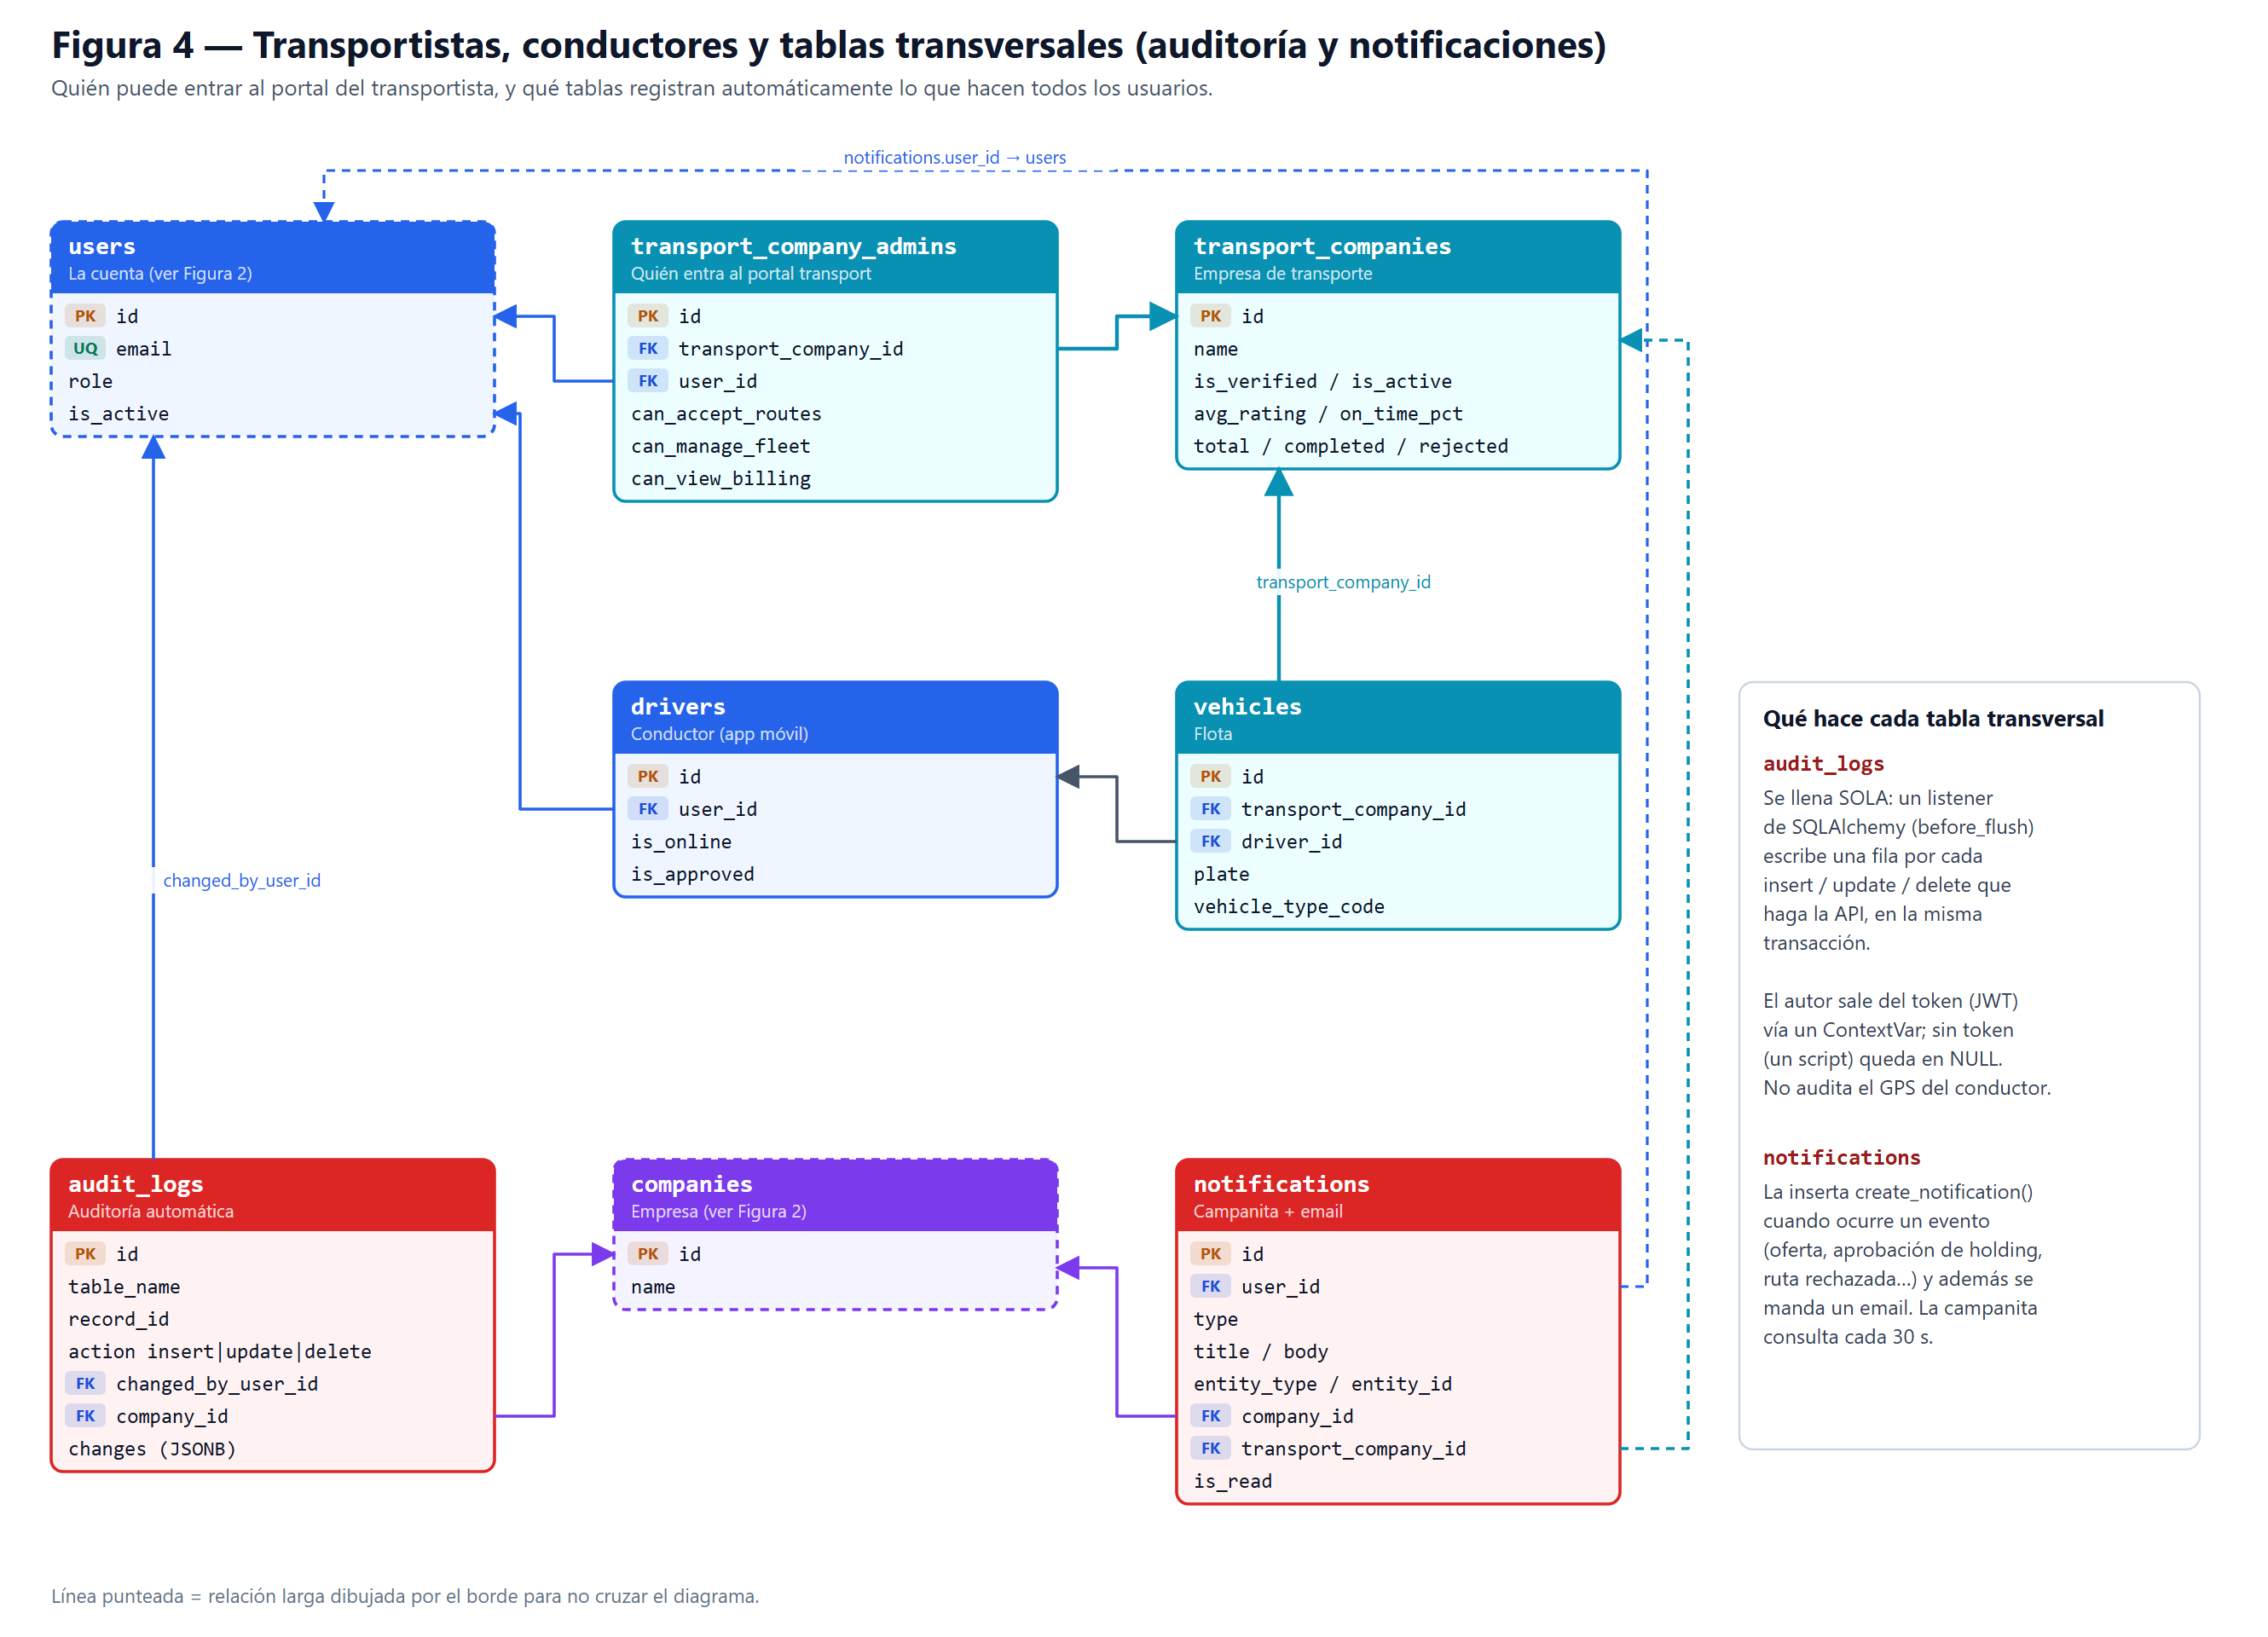 Figura 4 — Transportistas, conductores y tablas transversales (auditoría y notificaciones)
Quién puede entrar al portal del transportista, y qué tablas registran automáticamente lo que hacen todos los usuarios.
notifications.user_id → users
users
La cuenta (ver Figura 2)
PK id
UQ email
role
is_active
transport_company_admins
Quién entra al portal transport
PK id
FK transport_company_id
FK user_id
can_accept_routes
can_manage_fleet
can_view_billing
transport_companies
Empresa de transporte
PK id
name
is_verified / is_active
avg_rating / on_time_pct
total / completed / rejected
transport_company_id
drivers
Conductor (app móvil)
PK id
FK user_id
is_online
is_approved
vehicles
Flota
PK id
FK transport_company_id
FK driver_id
plate
vehicle_type_code
changed_by_user_id
audit_logs
Auditoría automática
PK id
table_name
record_id
action insert|update|delete
FK changed_by_user_id
FK company_id
changes (JSONB)
companies
Empresa (ver Figura 2)
PK id
name
notifications
Campanita + email
PK id
FK user_id
type
title / body
entity_type / entity_id
FK company_id
FK transport_company_id
is_read
Qué hace cada tabla transversal
audit_logs
Se llena SOLA: un listener
de SQLAlchemy (before_flush)
escribe una fila por cada
insert / update / delete que
haga la API, en la misma
transacción.
El autor sale del token (JWT)
vía un ContextVar; sin token
(un script) queda en NULL.
No audita el GPS del conductor.
notifications
La inserta create_notification()
cuando ocurre un evento
(oferta, aprobación de holding,
ruta rechazada...) y además se
manda un email. La campanita
consulta cada 30 s.
Línea punteada = relación larga dibujada por el borde para no cruzar el diagrama.